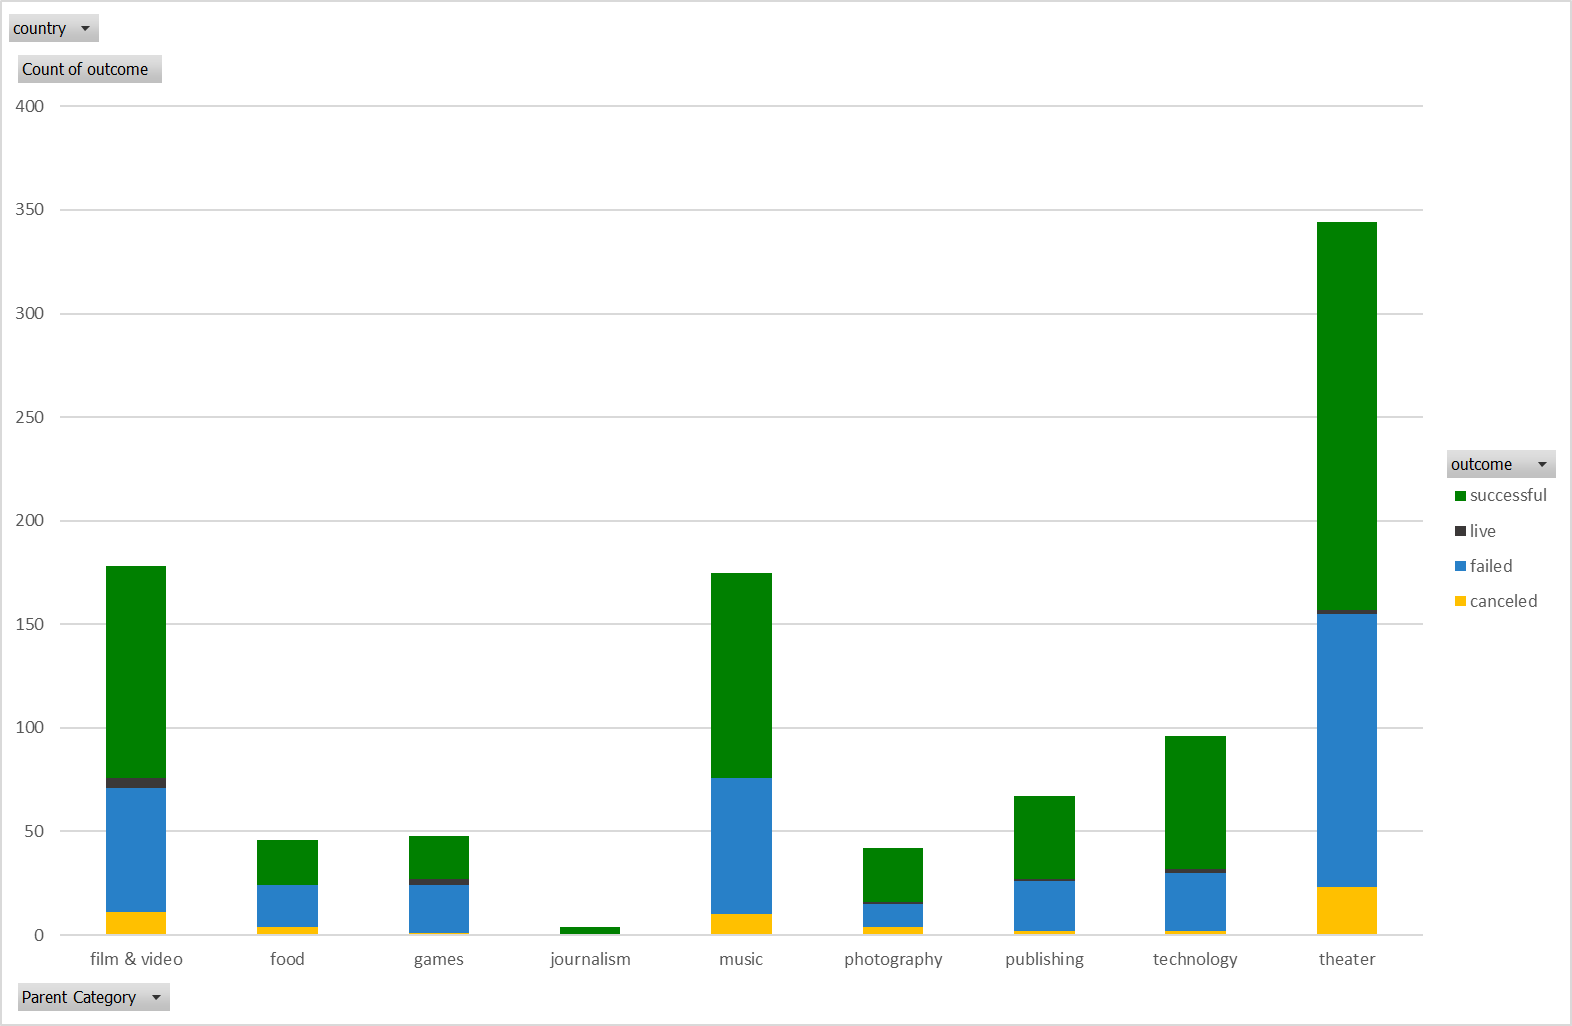 country
Count of outcome
400
350
300
250
200
150
100
50
0
film & video food games journalism music photography publishing technology theater
outcome
successful
live
failed
canceled
Parent Category